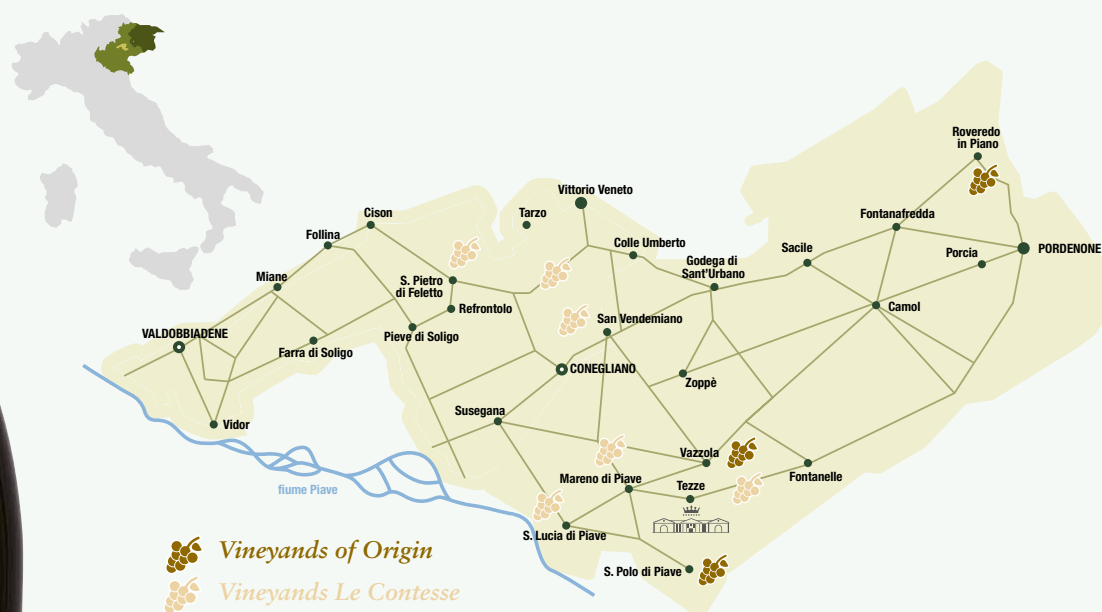 Roveredo
in Piano
Vittorio Veneto
Cison
Tarzo
Fontanafredda
Follina
Colle Umberto
Sacile
PORDENONE
Godega di
Sant'Urbano
Porcia
Miane
S. Pietro
di Feletto
Refrontolo
Camol
San Vendemiano
VALDOBBIADENE
Pieve di Soligo
Farra di Soligo
CONEGLIANO
Zoppè
Susegana
Vidor
Vazzola
Mareno di Piave
Fontanelle
Tezze
fiume Piave
S. Lucia di Piave
Vineyands of Origin
S. Polo di Piave
Vineyands Le Contesse